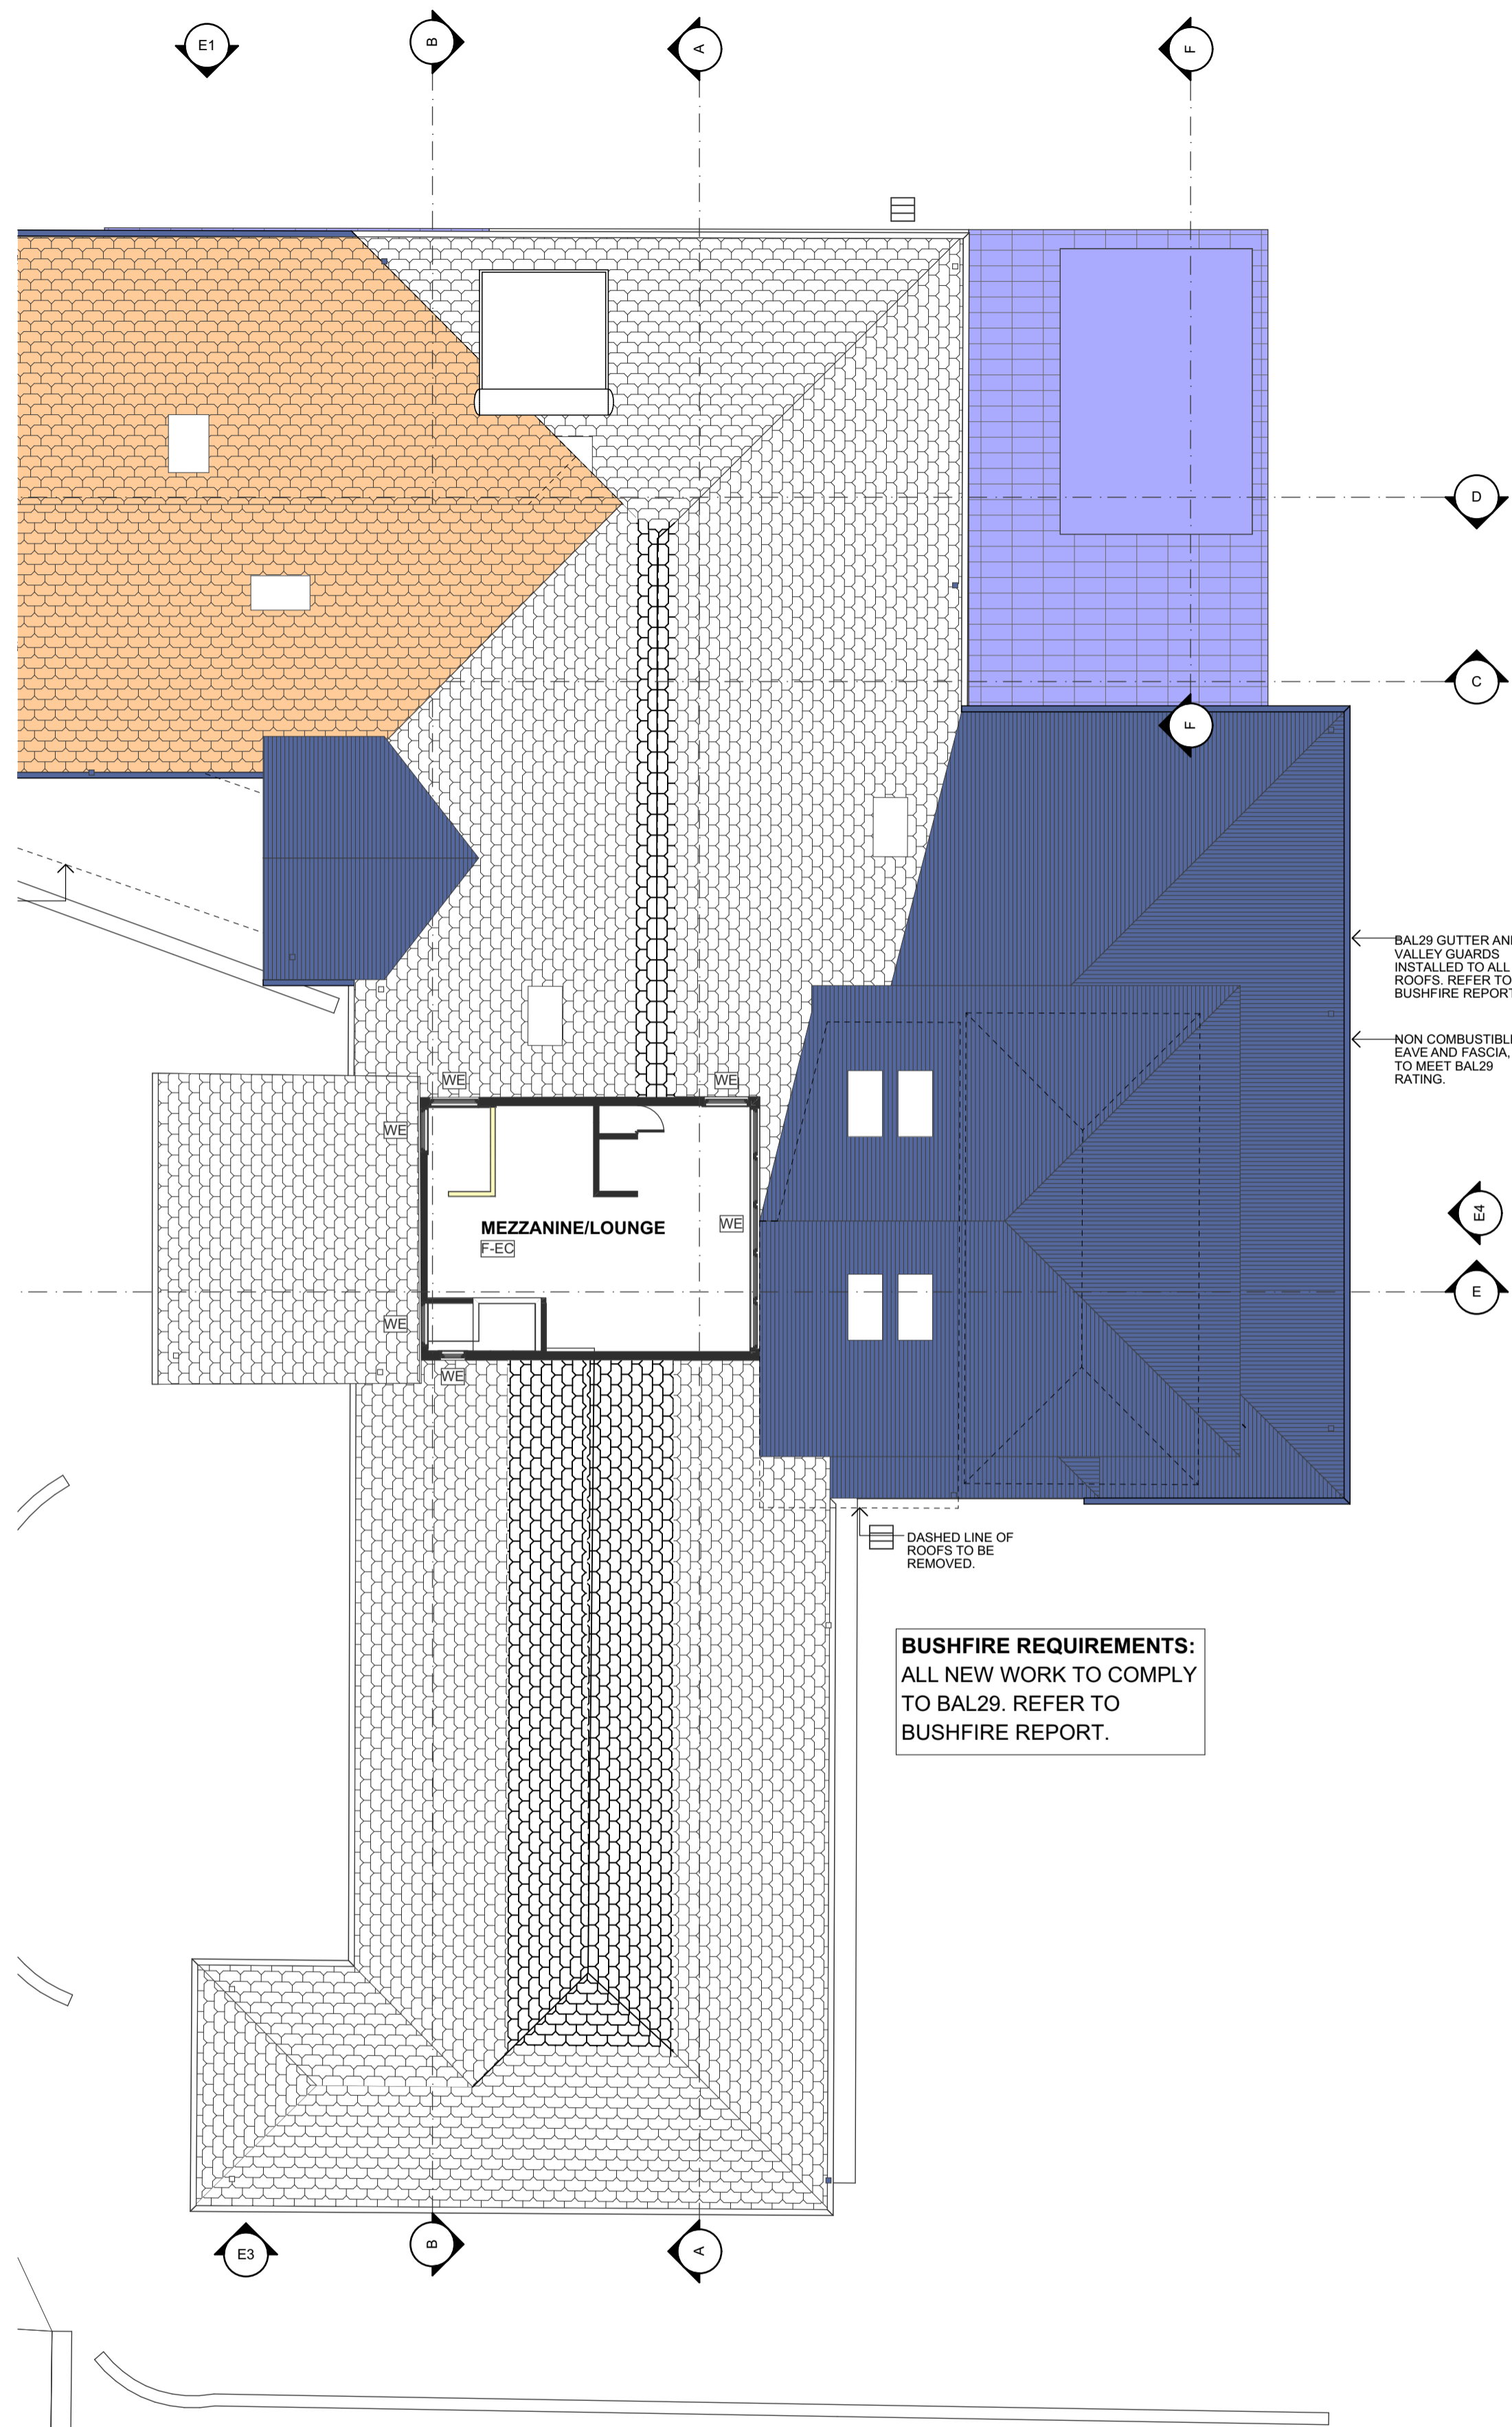 E1
B
A
F
D
C
F
BAL29 GUTTER AN
VALLEY GUARDS
INSTALLED TO ALL
ROOFS. REFER TO
BUSHFIRE REPORT
NON COMBUSTIBL
EAVE AND FASCIA,
TO MEET BAL29
RATING.
WE
WE
WE
MEZZANINE/LOUNGE
F-EC
WE
E4
E
WE
WE
DASHED LINE OF
ROOFS TO BE
REMOVED.
BUSHFIRE REQUIREMENTS:
ALL NEW WORK TO COMPLY
TO BAL29. REFER TO
BUSHFIRE REPORT.
E3
B
A